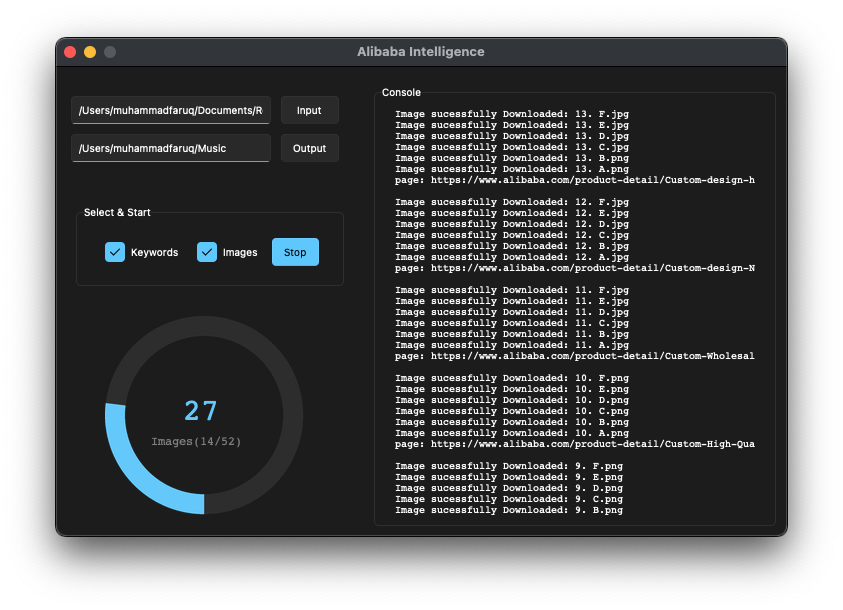 Alibaba Intelligence
/Users/muhammadfaruq/Documents/R
Input
/Users/muhammadfaruq/Music
Output
Select & Start
Keywords
Images
Stop
27
Images(14/52)
Console
Image sucessfully Downloaded: 13. F.jpg
Image sucessfully Downloaded: 13. E.jpg
Image sucessfully Downloaded: 13. D.jpg
Image sucessfully Downloaded: 13. C.jpg
Image sucessfully Downloaded: 13. B.png
Image sucessfully Downloaded: 13. A.png
page: https://www.alibaba.com/product-detail/Custom-design-h
Image sucessfully Downloaded: 12. F.jpg
Image sucessfully Downloaded: 12. E.jpg
Image sucessfully Downloaded: 12. D.jpg
Image sucessfully Downloaded: 12. C.jpg
Image sucessfully Downloaded: 12. B.jpg
Image sucessfully Downloaded: 12. A.jpg
page: https://www.alibaba.com/product-detail/Custom-design-N
Image sucessfully Downloaded: 11. F.jpg
Image sucessfully Downloaded: 11. E.jpg
Image sucessfully Downloaded: 11. D.jpg
Image sucessfully Downloaded: 11. C.jpg
Image sucessfully Downloaded: 11. B.jpg
Image sucessfully Downloaded: 11. A.jpg
page: https://www.alibaba.com/product-detail/Custom-Wholesal
Image sucessfully Downloaded: 10. F.png
Image sucessfully Downloaded: 10. E.png
Image sucessfully Downloaded: 10. D.png
Image sucessfully Downloaded: 10. C.png
Image sucessfully Downloaded: 10. B.png
Image sucessfully Downloaded: 10. A.png
page: https://www.alibaba.com/product-detail/Custom-High-Qua
Image sucessfully Downloaded: 9. F.png
Image sucessfully Downloaded: 9. E.png
Image sucessfully Downloaded: 9. D.png
Image sucessfully Downloaded: 9. C.png
Image sucessfully Downloaded: 9. B.png